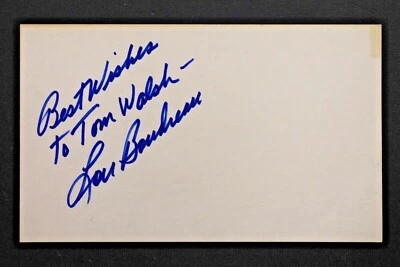 Best Wishes
to Tom Walsh -
Lou Boudreau